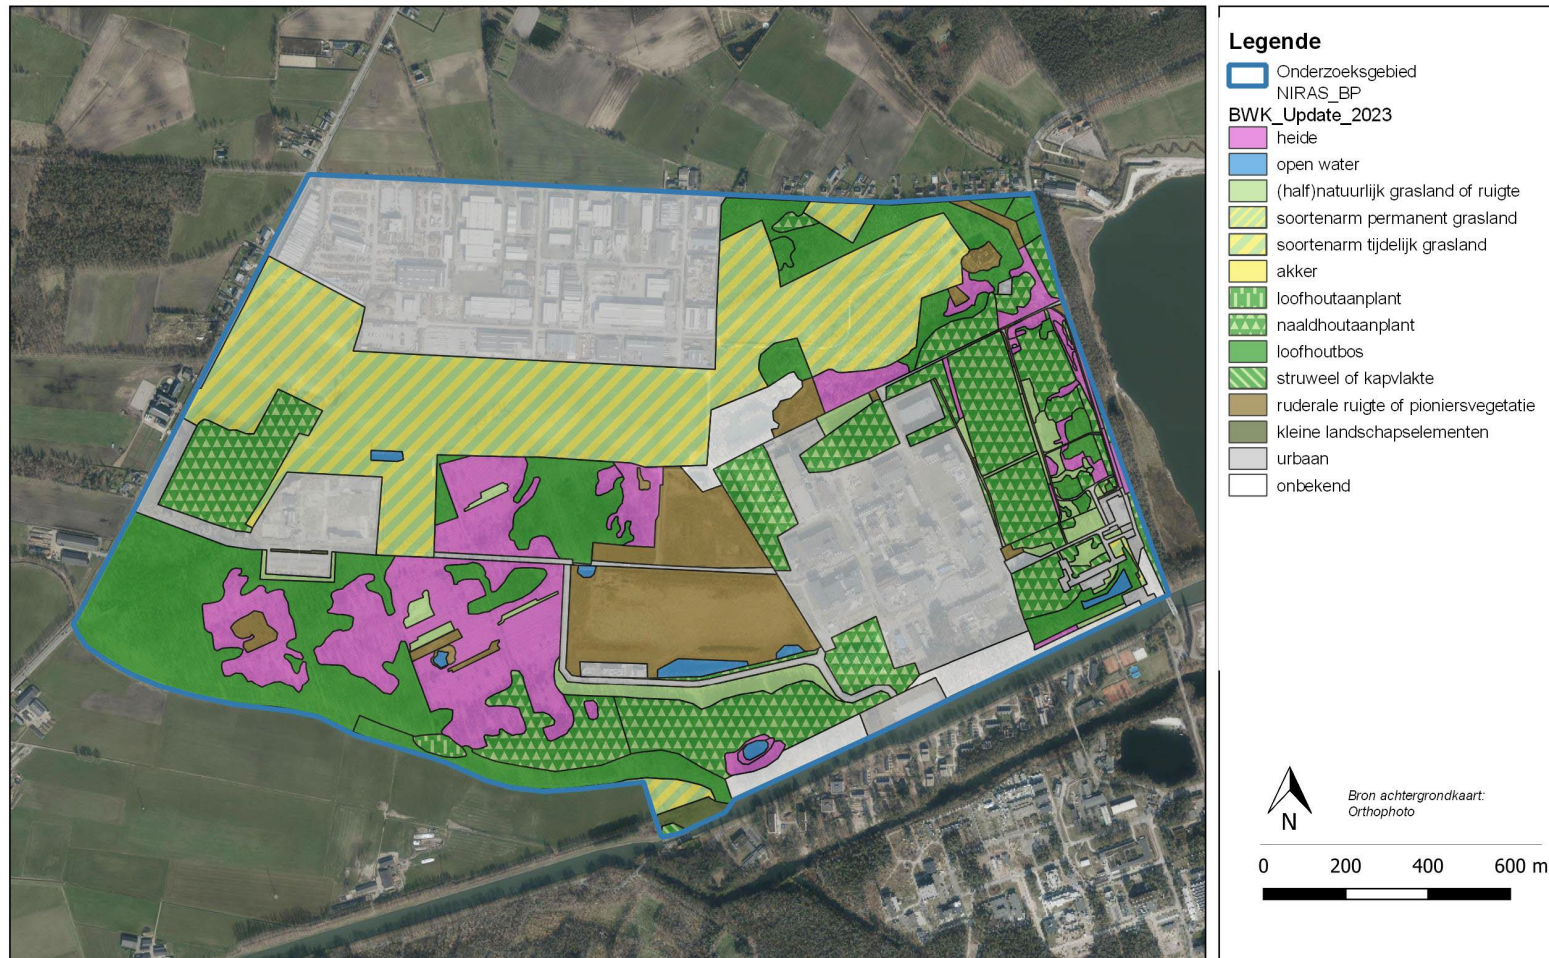 Legende
Onderzoeksgebied
NIRAS_BP
BWK_Update_2023
heide
open water
(half)natuurlijk grasland of ruigte
soortenarm permanent grasland
soortenarm tijdelijk grasland
akker
loofhoutaanplant
naaldhoutaanplant
loofhoutbos
struweel of kapvlakte
ruderale ruigte of pioniersvegetatie
kleine landschapselementen
urbaan
onbekend
N
Bron achtergrondkaart:
Orthophoto
0 200 400 600 m